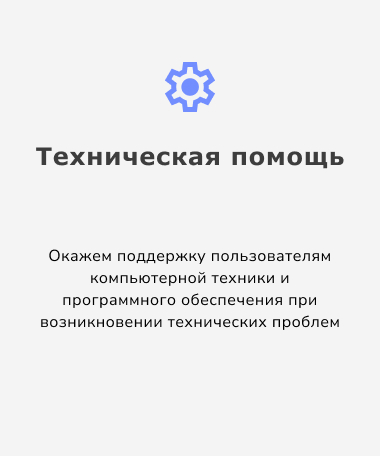 Техническая помощь
Окажем поддержку пользователям
компьютерной техники и
программного обеспечения при
возникновении технических проблем